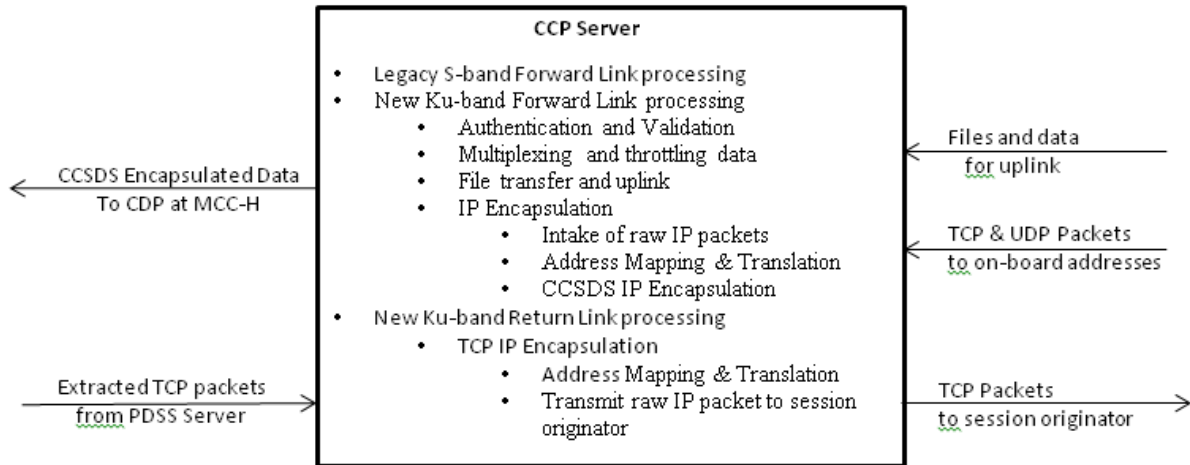 CCP Server
• Legacy S-band Forward Link processing
• New Ku-band Forward Link processing
• Authentication and Validation
• Multiplexing and throttling data
• File transfer and uplink
• IP Encapsulation
• Intake of raw IP packets
• Address Mapping & Translation
• CCSDS IP Encapsulation
• New Ku-band Return Link processing
• TCP IP Encapsulation
• Address Mapping & Translation
• Transmit raw IP packet to session
originator
CCSDS Encapsulated Data
To CDP at MCC-H
Extracted TCP packets
from PDSS Server
Files and data
for uplink
TCP & UDP Packets
to on-board addresses
TCP Packets
to session originator